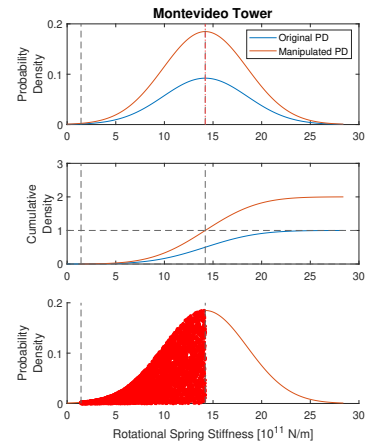 Montevideo Tower
Probability
Density
0.2
0.1
0
Original PD
Manipulated PD
0 5 10 15 20 25 30
Cumulative
Density
3
2
1
0
0 5 10 15 20 25 30
Probability
Density
0.2
0.1
0
0 5 10 15 20 25 30
Rotational Spring Stiffness [10^11 N/m]